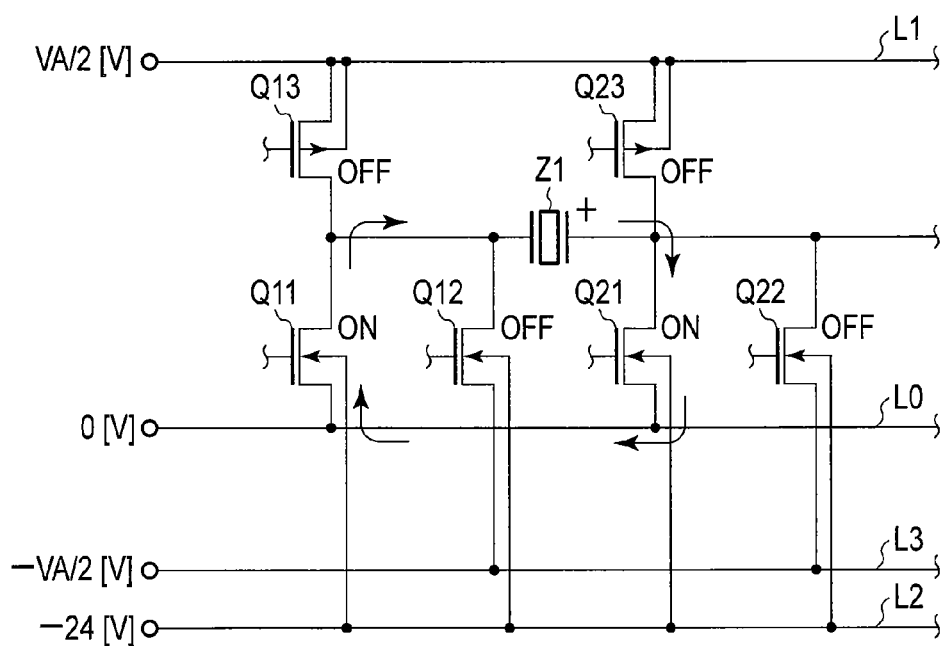 L1
VA/2 [V]
Q13
Q23
OFF
OFF
Z1
+
Q11
Q12
Q21
Q22
ON
OFF
ON
OFF
0 [V]
L0
−VA/2 [V]
L3
−24 [V]
L2